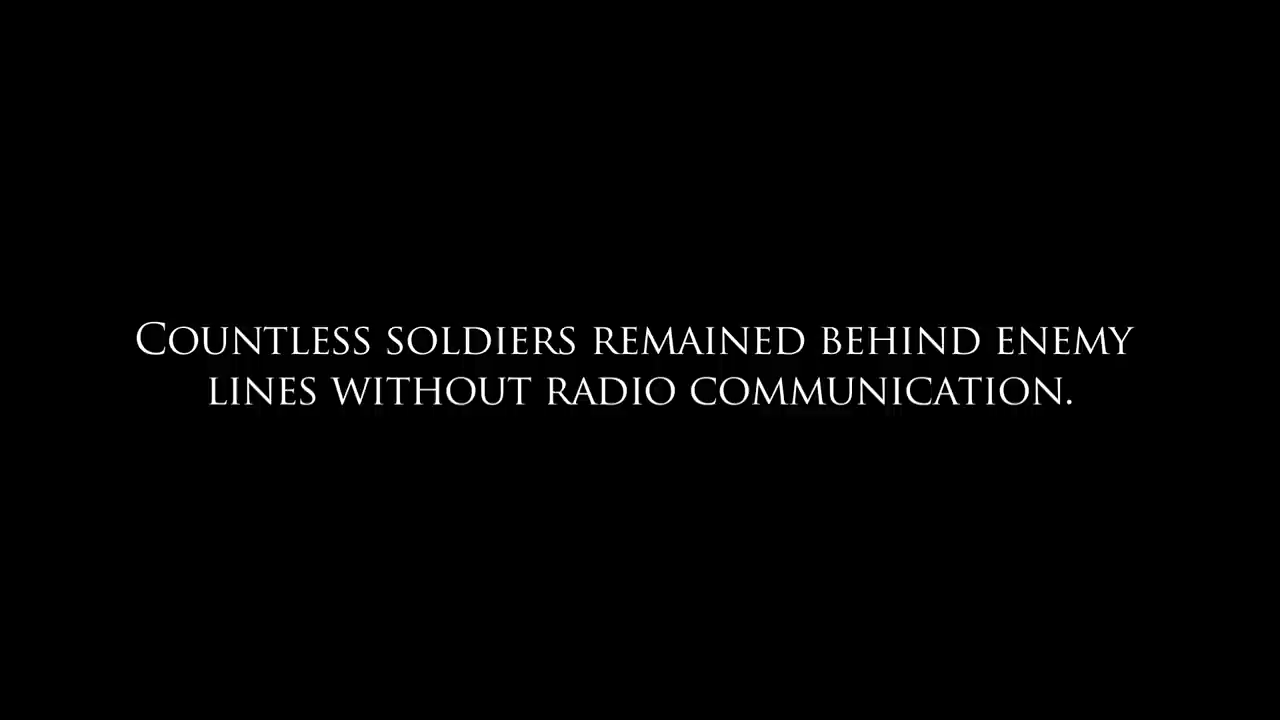 Countless soldiers remained behind enemy
lines without radio communication.